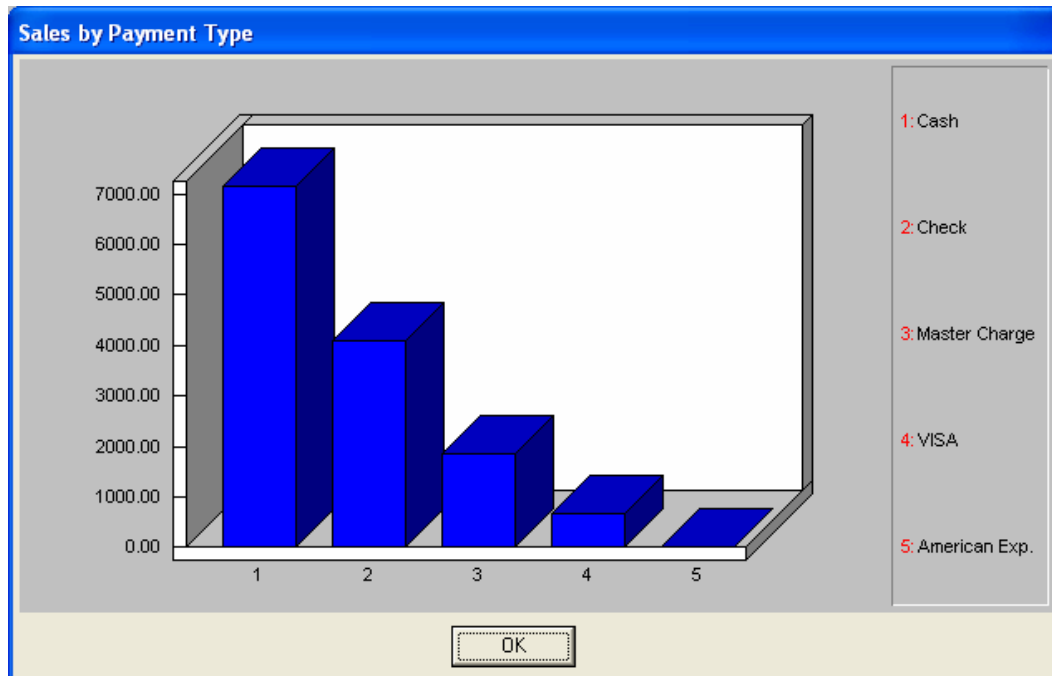 Sales by Payment Type
7000.00
6000.00
5000.00
4000.00
3000.00
2000.00
1000.00
0.00
1 2 3 4 5
1: Cash
2: Check
3: Master Charge
4: VISA
5: American Exp.
OK